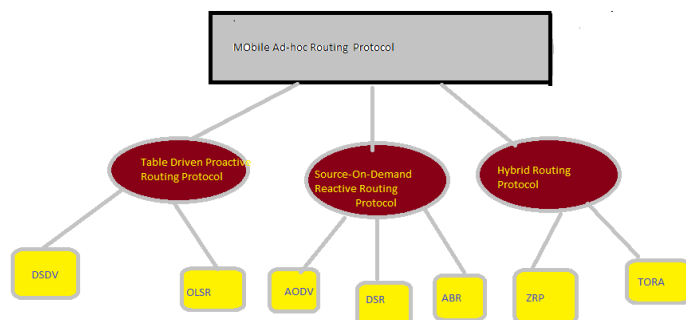 MObile Ad-hoc Routing Protocol
Table Driven Proactive
Routing Protocol
Source-On-Demand
Reactive Routing
Protocol
Hybrid Routing
Protocol
DSDV
OLSR
AODV
DSR
ABR
ZRP
TORA